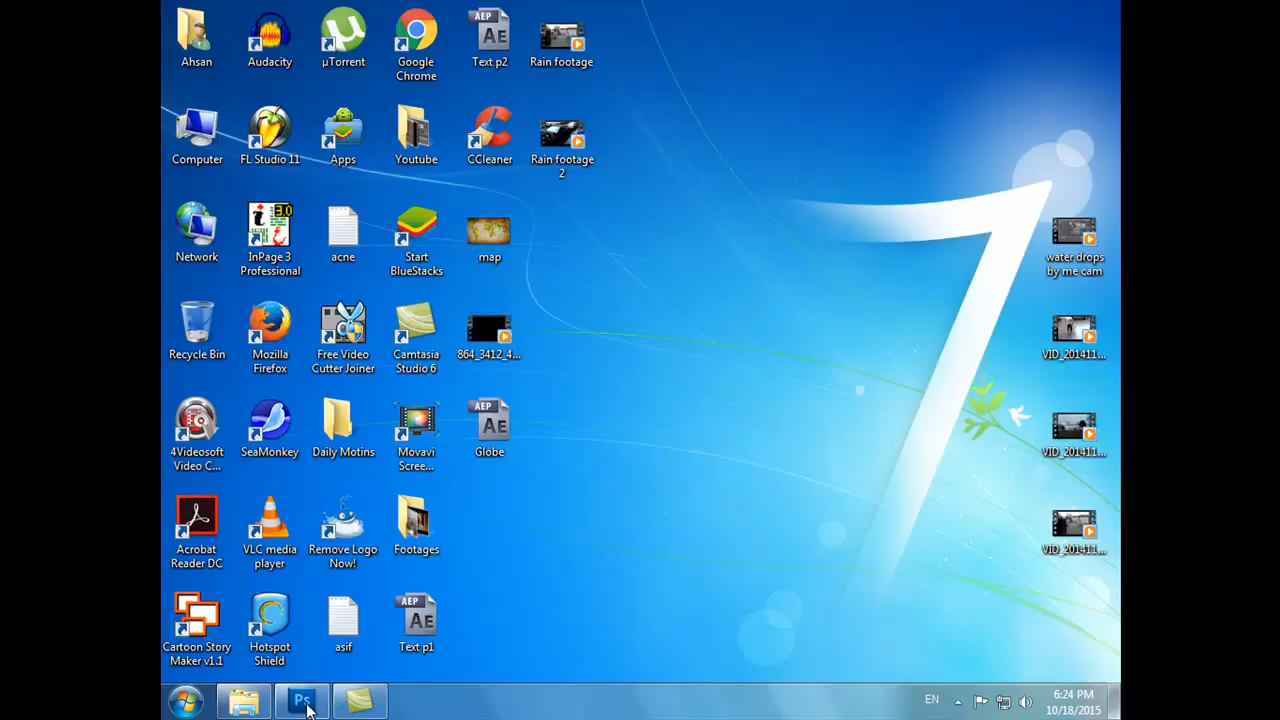 Ahsan
Audacity
µTorrent
Google
Chrome
AEP
Ae
Text p2
Rain footage
Computer
FL Studio 11
Apps
Youtube
CCleaner
Rain footage
2
Network
3.0
InPage 3
Professional
acne
Start
BlueStacks
map
water drops
by me cam
Recycle Bin
Mozilla
Firefox
Free Video
Cutter Joiner
Camtasia
Studio 6
864_3412_4...
VID_201411...
4Videosoft
Video C...
SeaMonkey
Daily Motins
Movavi
Scree...
AEP
Ae
Globe
VID_201411...
Acrobat
Reader DC
VLC media
player
Remove Logo
Now!
Footages
VID_201411...
Cartoon Story
Maker v1.1
Hotspot
Shield
asif
AEP
Ae
Text p1
7
Ps
EN
6:24 PM
10/18/2015